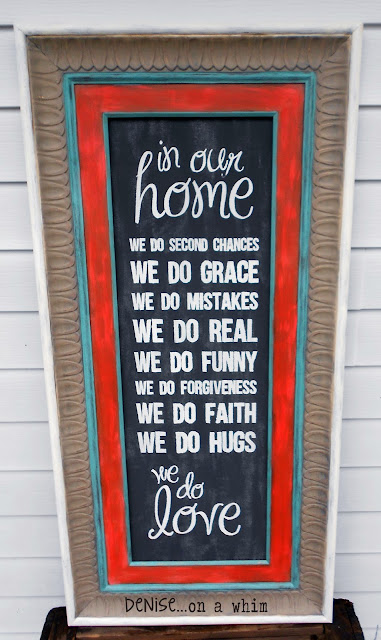 in our
home
WE DO SECOND CHANCES
WE DO GRACE
WE DO MISTAKES
WE DO REAL
WE DO FUNNY
WE DO FORGIVENESS
WE DO FAITH
WE DO HUGS
we
do
love
DENISE...on a whim